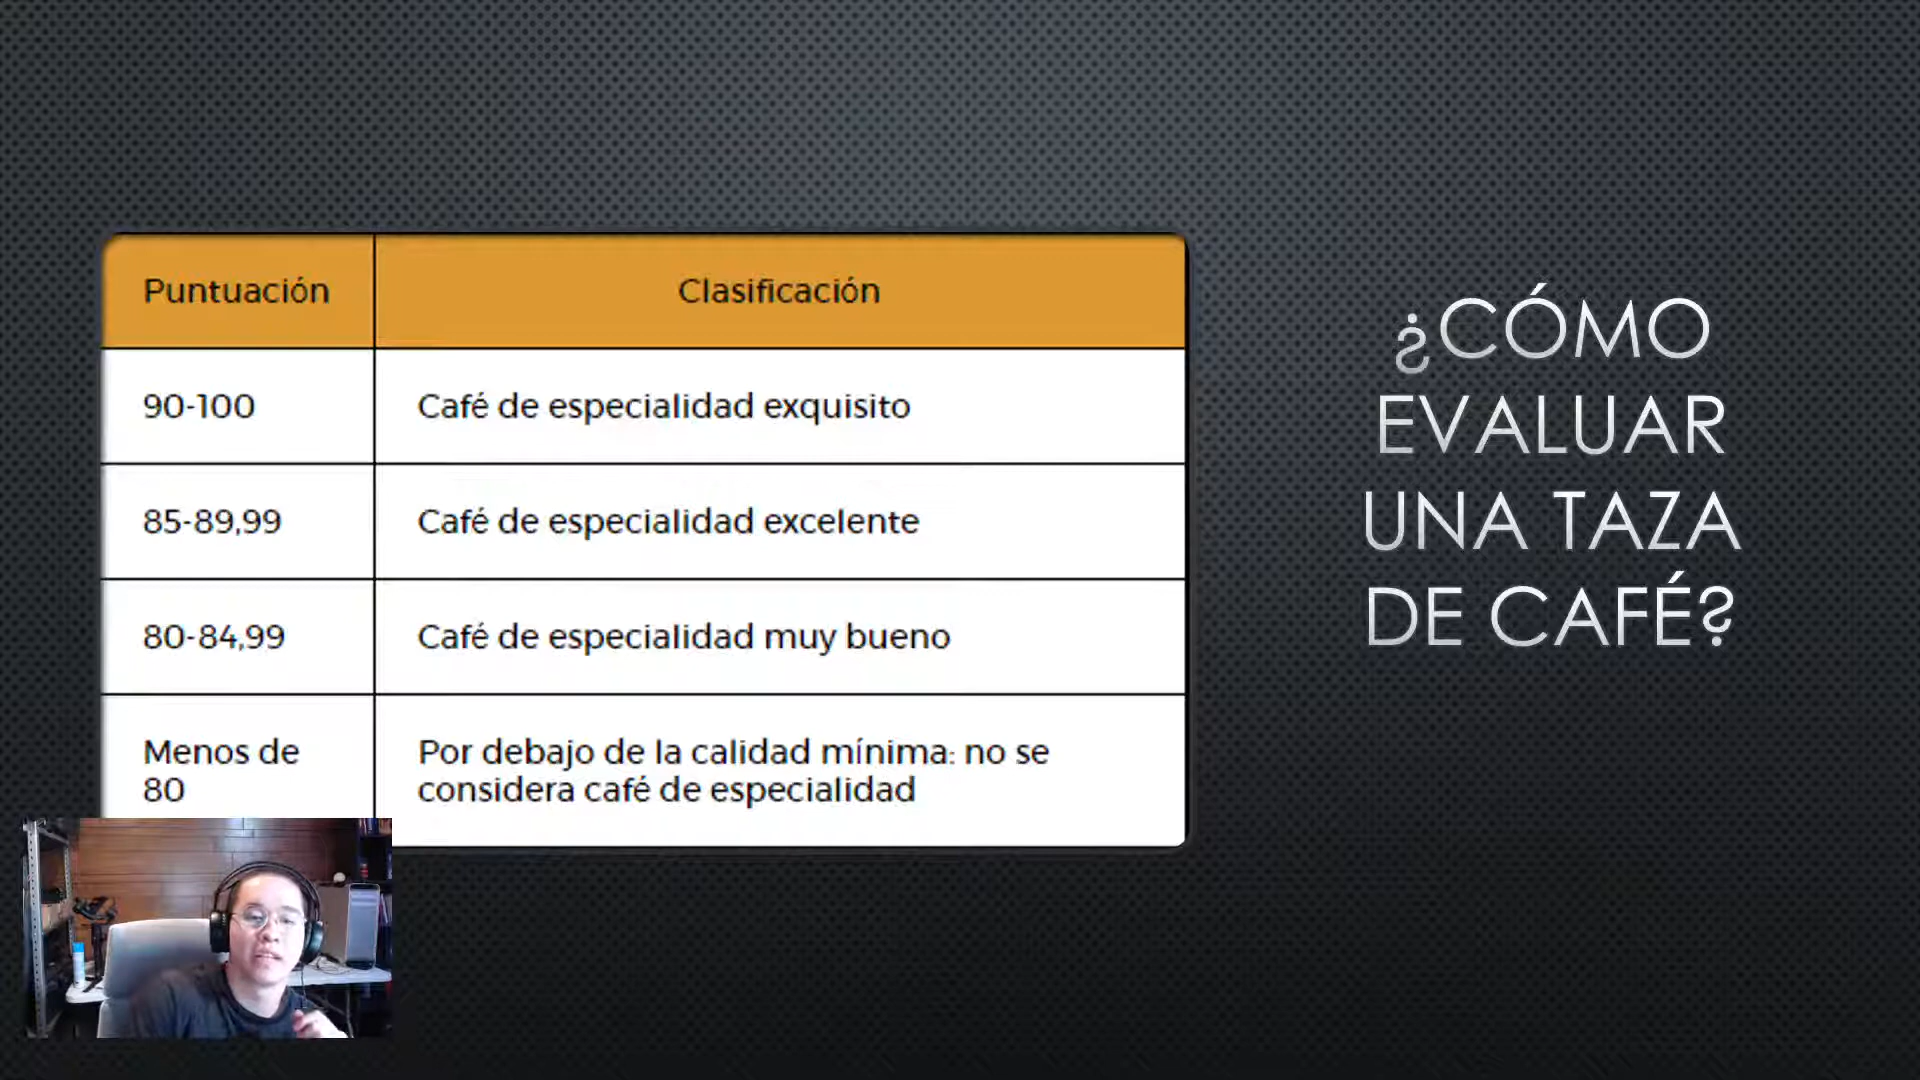 Puntuación Clasificación
90-100 Café de especialidad exquisito
85-89,99 Café de especialidad excelente
80-84,99 Café de especialidad muy bueno
Menos de Por debajo de la calidad mínima: no se
80 considera café de especialidad
¿CÓMO
EVALUAR
UNA TAZA
DE CAFÉ?